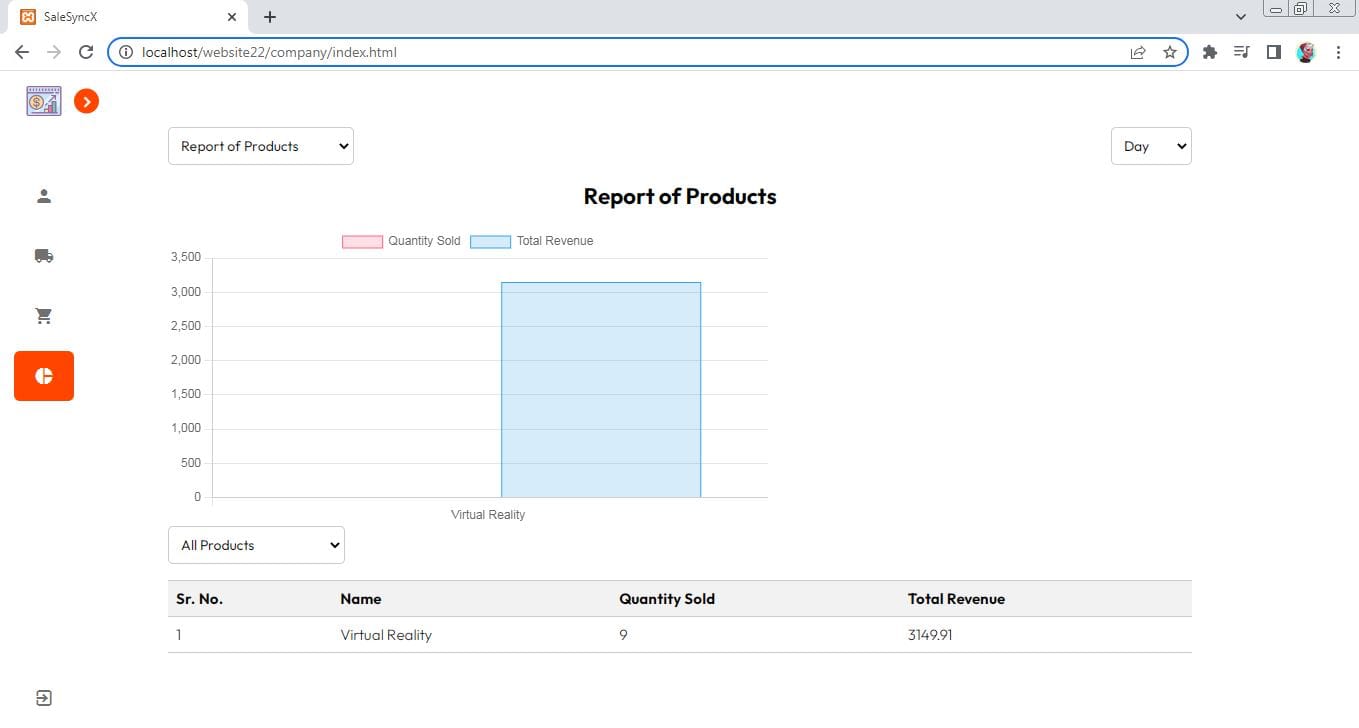 SaleSyncX
localhost/website22/company/index.html
Report of Products
Day
Report of Products
Quantity Sold Total Revenue
3,500
3,000
2,500
2,000
1,500
1,000
500
0
Virtual Reality
All Products
Sr. No. Name Quantity Sold Total Revenue
1 Virtual Reality 9 3149.91